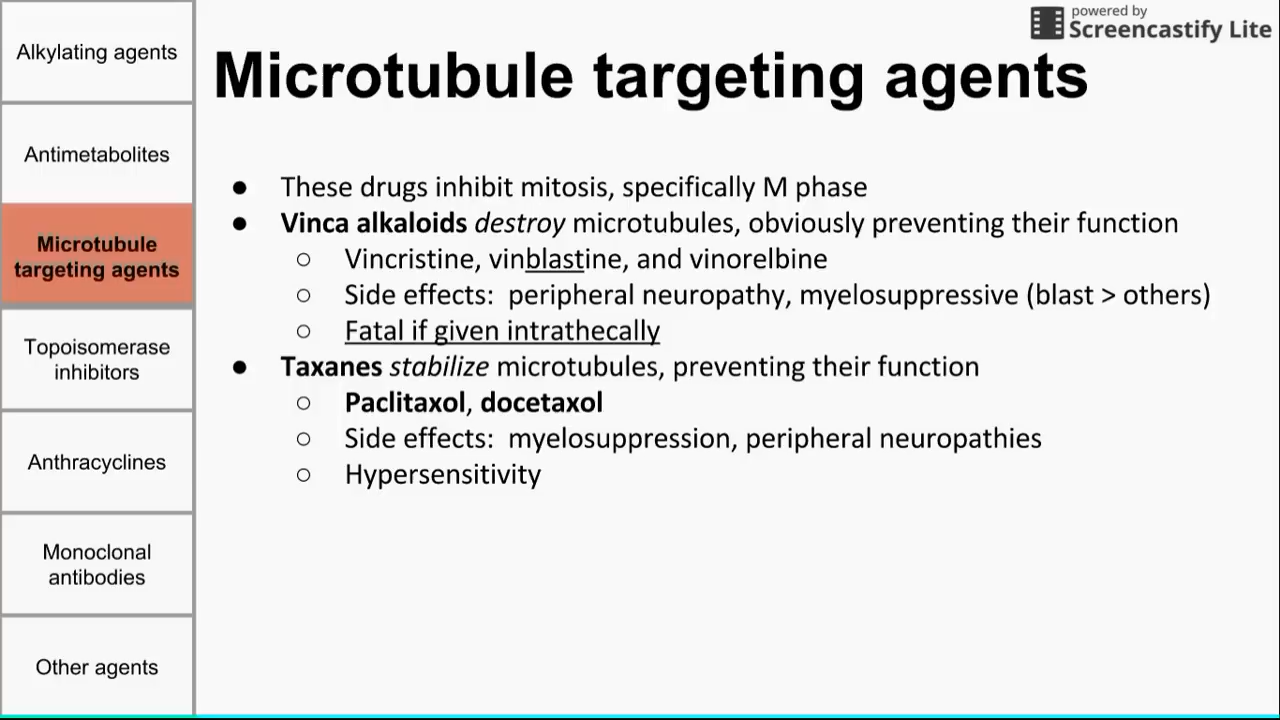 powered by
Screencastify Lite
Alkylating agents
Antimetabolites
Microtubule
targeting agents
Topoisomerase
inhibitors
Anthracyclines
Monoclonal
antibodies
Other agents
Microtubule targeting agents
● These drugs inhibit mitosis, specifically M phase
● Vinca alkaloids destroy microtubules, obviously preventing their function
○ Vincristine, vinblastine, and vinorelbine
○ Side effects: peripheral neuropathy, myelosuppressive (blast > others)
○ Fatal if given intrathecally
● Taxanes stabilize microtubules, preventing their function
○ Paclitaxol, docetaxol
○ Side effects: myelosuppression, peripheral neuropathies
○ Hypersensitivity